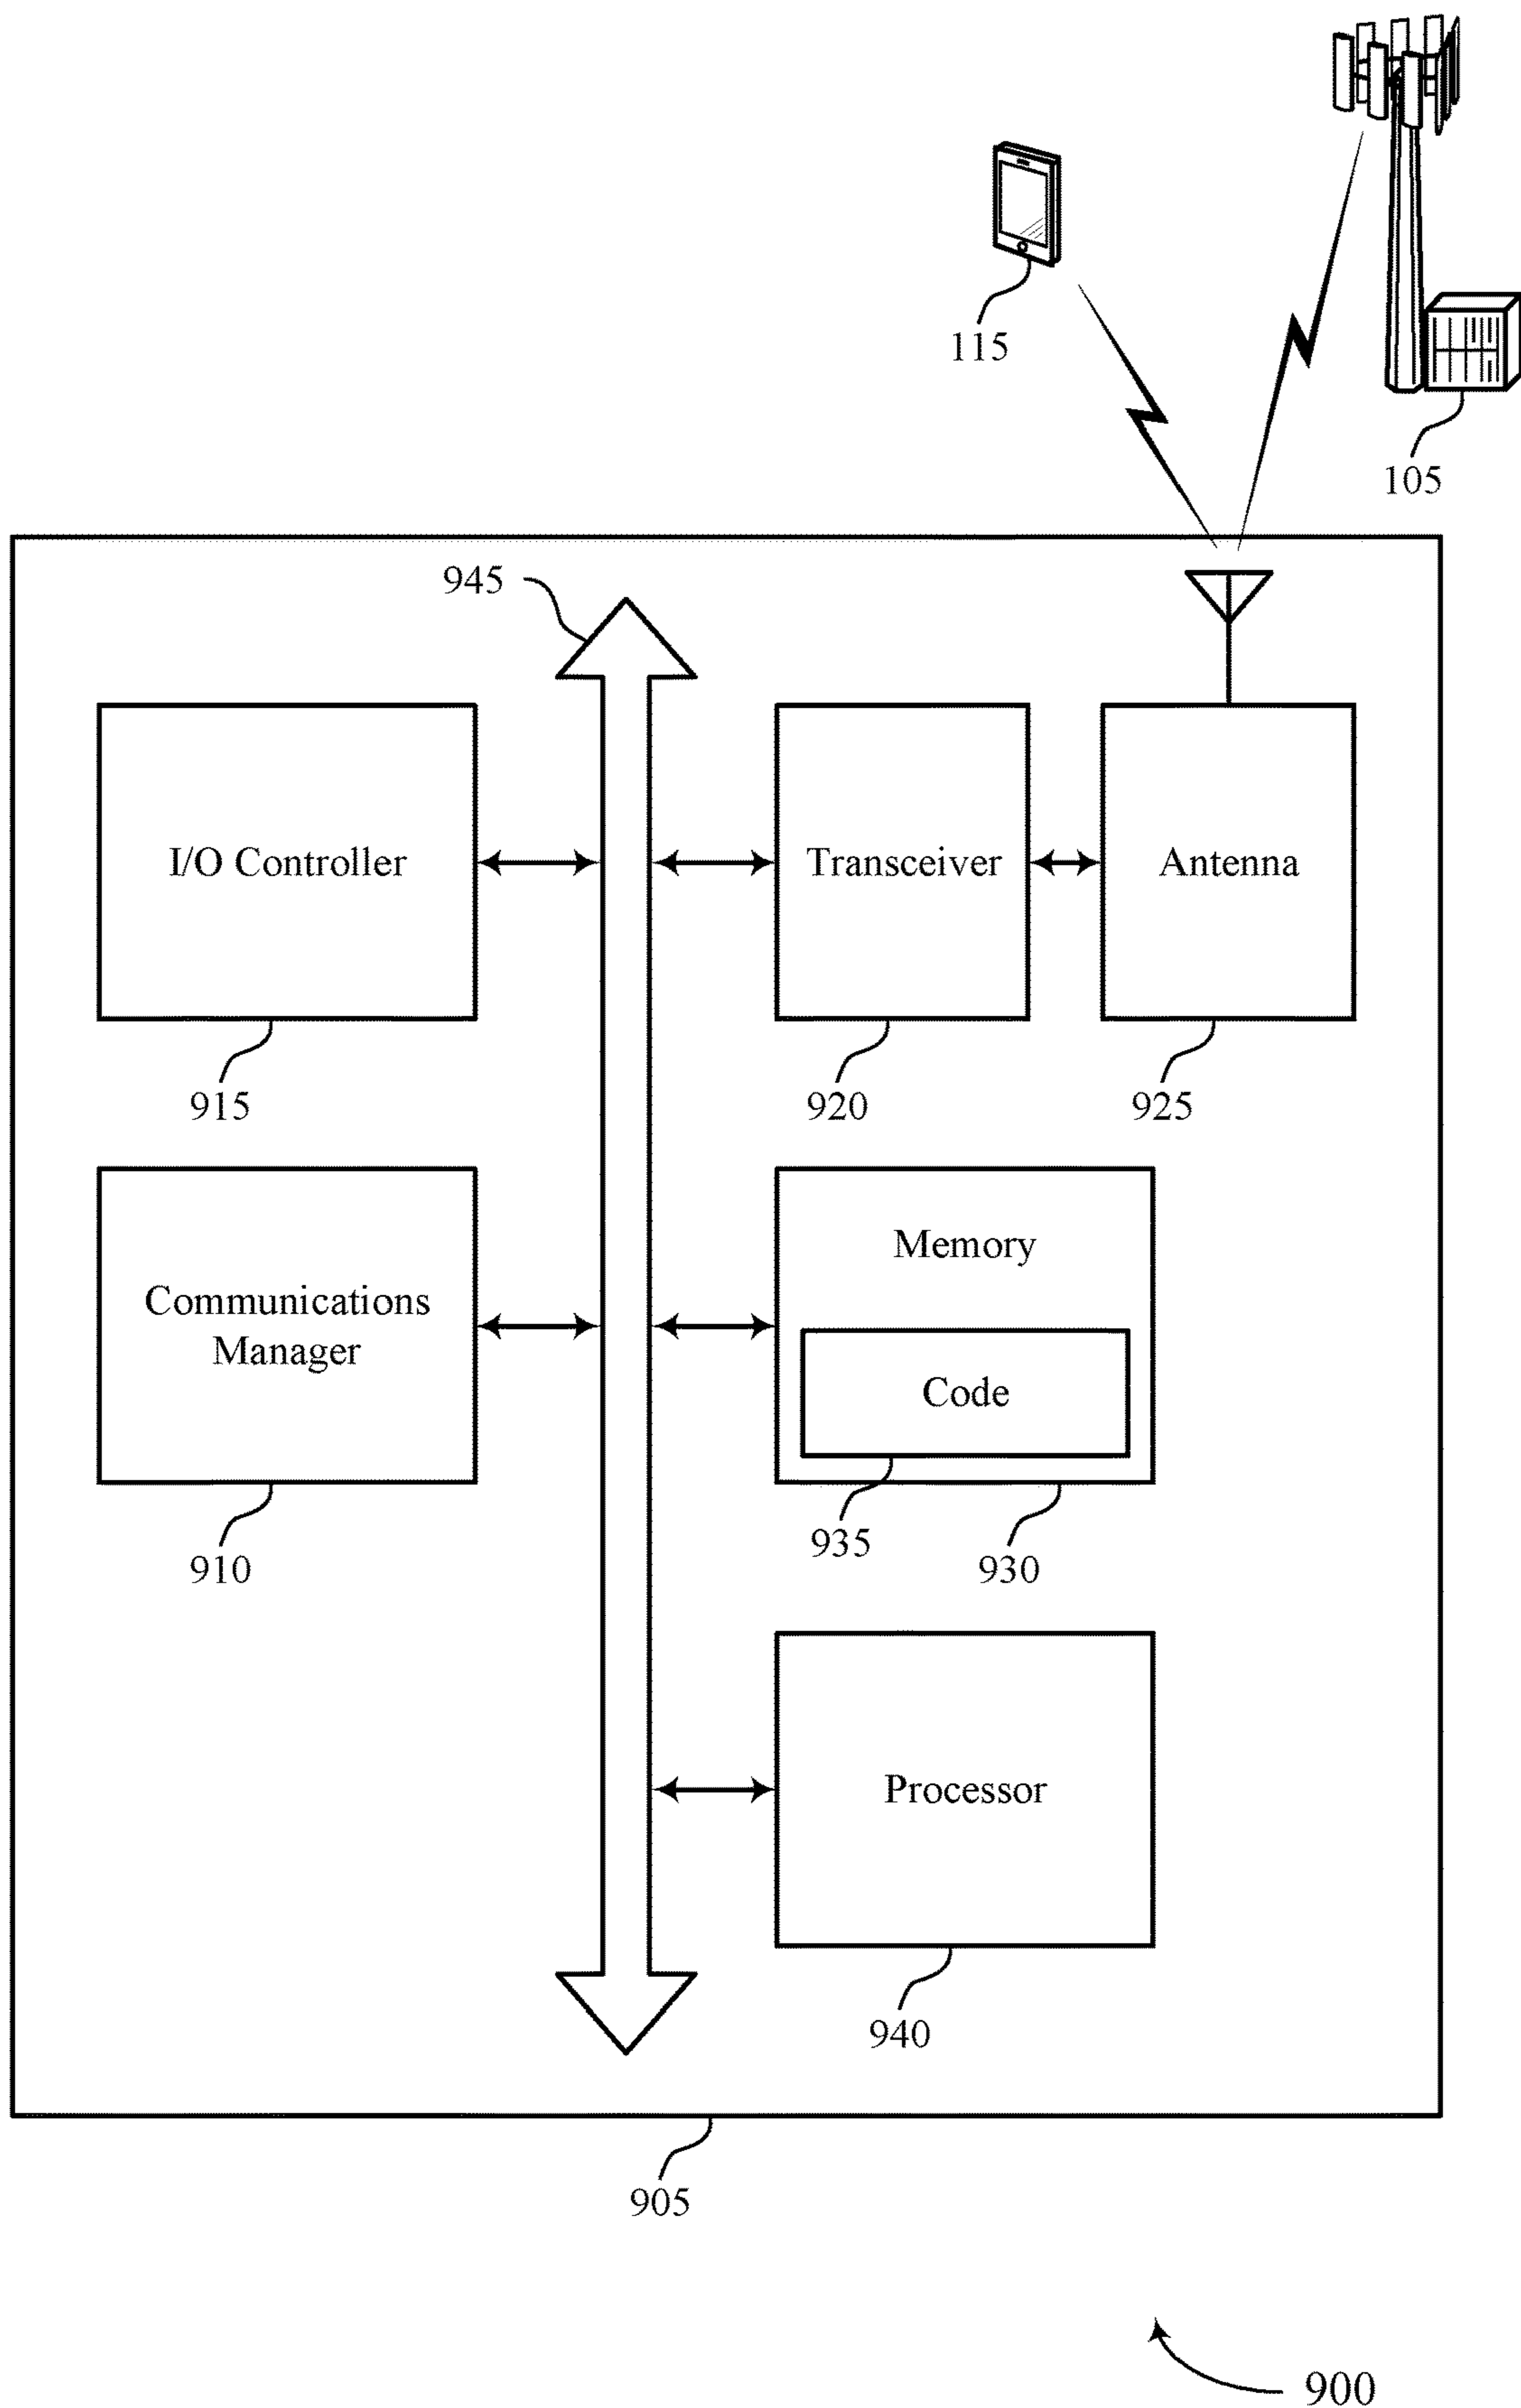 115
105
945
I/O Controller
Transceiver
Antenna
915
920
925
Communications
Manager
Memory
Code
910
935
930
Processor
940
905
900